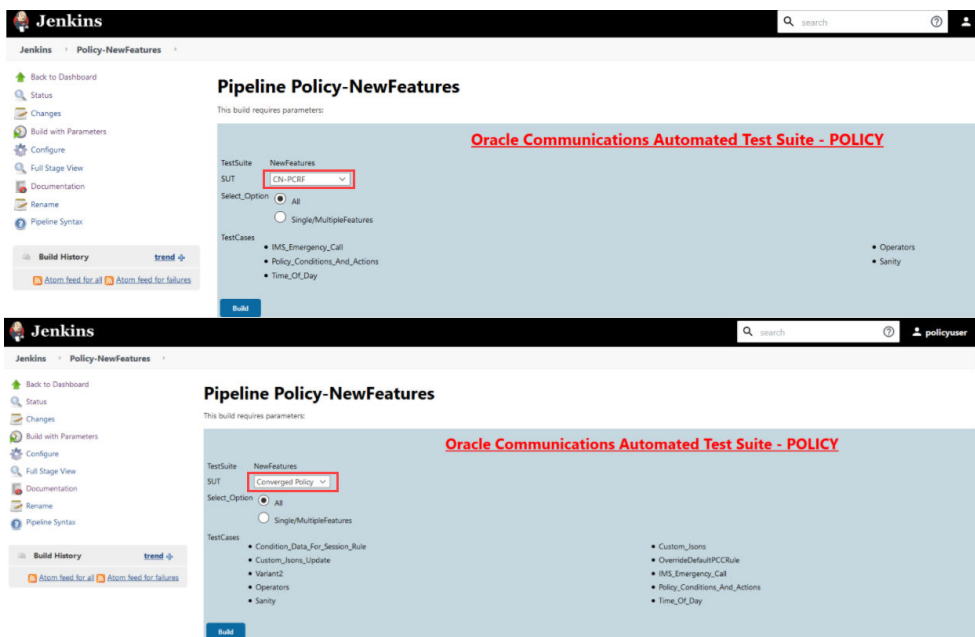 Jenkins
search
Jenkins Policy-NewFeatures
Back to Dashboard
Status
Changes
Build with Parameters
Configure
Full Stage View
Documentation
Rename
Pipeline Syntax
Build History trend
Atom feed for all Atom feed for failures
Pipeline Policy-NewFeatures
This build requires parameters:
Oracle Communications Automated Test Suite - POLICY
TestSuite NewFeatures
SUT CN-PCRF
Select_Option All
Single/MultipleFeatures
TestCases
• IMS_Emergency_Call • Operators
• Policy_Conditions_And_Actions • Sanity
• Time_Of_Day
Build
Jenkins
search
policyuser
Jenkins Policy-NewFeatures
Back to Dashboard
Status
Changes
Build with Parameters
Configure
Full Stage View
Documentation
Rename
Pipeline Syntax
Build History trend
Atom feed for all Atom feed for failures
Pipeline Policy-NewFeatures
This build requires parameters:
Oracle Communications Automated Test Suite - POLICY
TestSuite NewFeatures
SUT Converged Policy
Select_Option All
Single/MultipleFeatures
TestCases
• Condition_Data_For_Session_Rule • Custom_Jsons
• Custom_Jsons_Update • OverrideDefaultPCCRule
• Variant2 • IMS_Emergency_Call
• Operators • Policy_Conditions_And_Actions
• Sanity • Time_Of_Day
Build